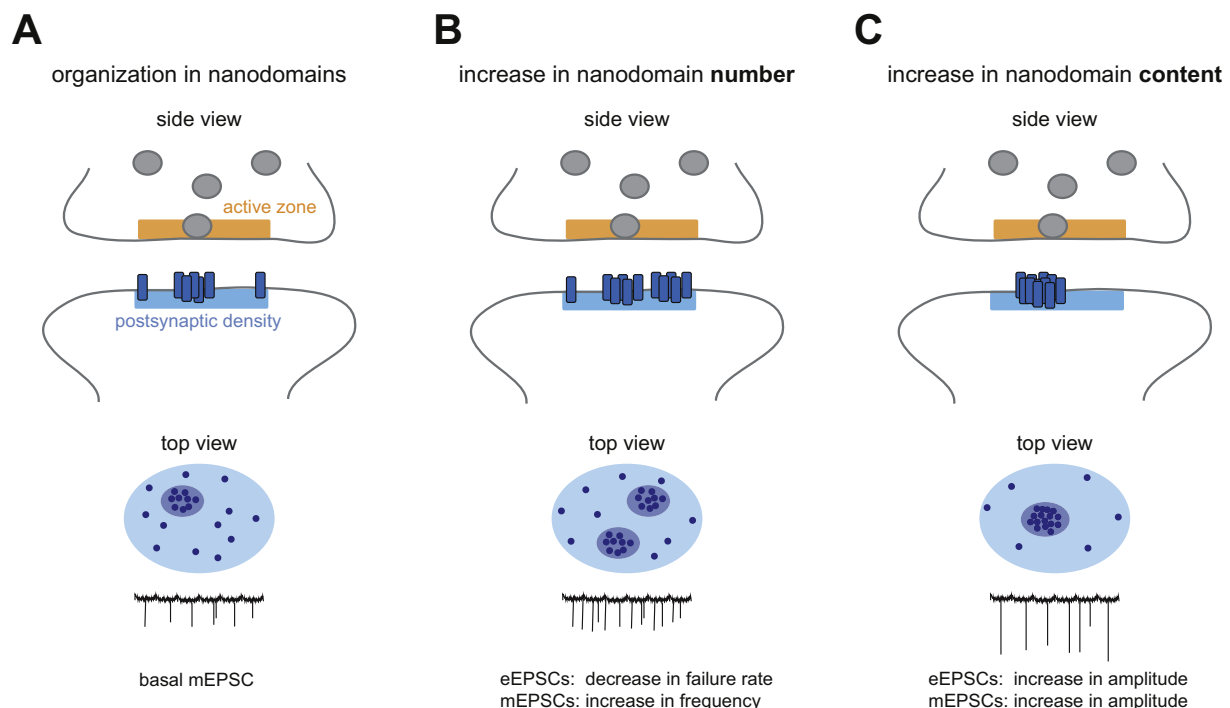 A
organization in nanodomains
side view
active zone
postsynaptic density
top view
basal mEPSC
B
increase in nanodomain number
side view
top view
eEPSCs: decrease in failure rate
mEPSCs: increase in frequency
C
increase in nanodomain content
side view
top view
eEPSCs: increase in amplitude
mEPSCs: increase in amplitude